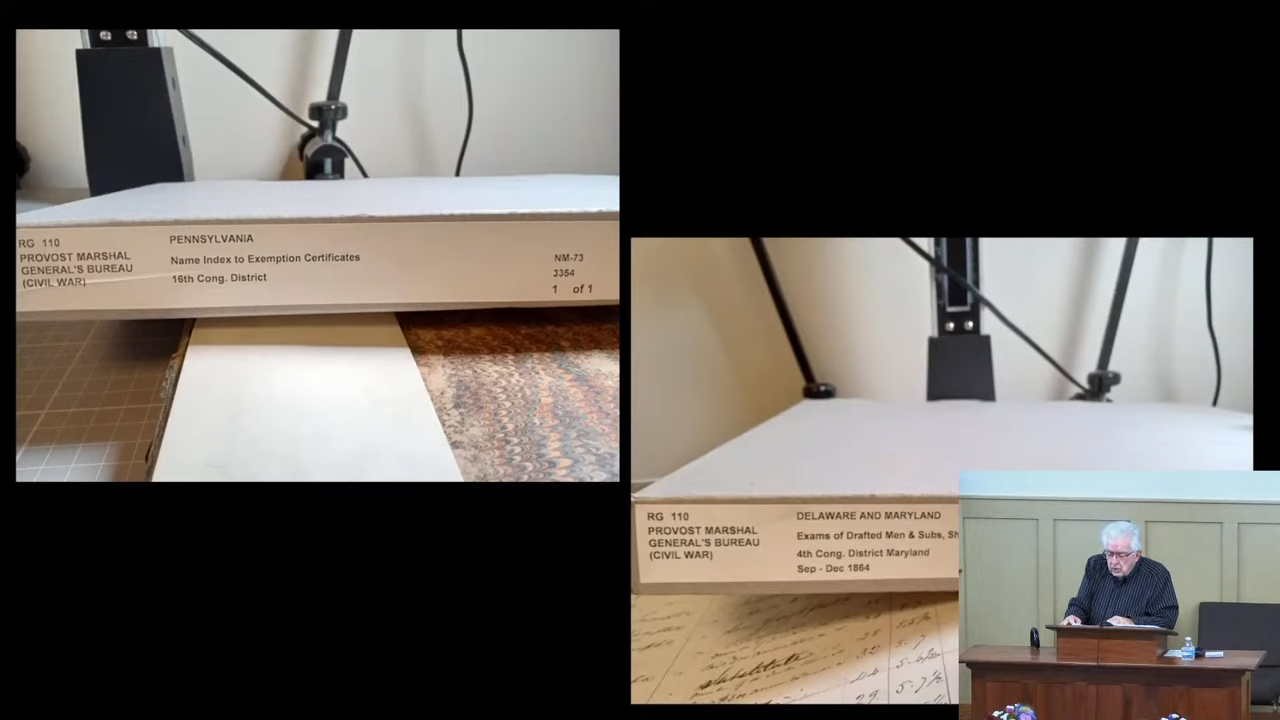 RG 110
PROVOST MARSHAL
GENERAL'S BUREAU
(CIVIL WAR)
PENNSYLVANIA
Name Index to Exemption Certificates
16th Cong. District
NM-73
3354
1 of 1
RG 110
PROVOST MARSHAL
GENERAL'S BUREAU
(CIVIL WAR)
DELAWARE AND MARYLAND
Exams of Drafted Men & Subs, Sh
4th Cong. District Maryland
Sep - Dec 1864
substitute